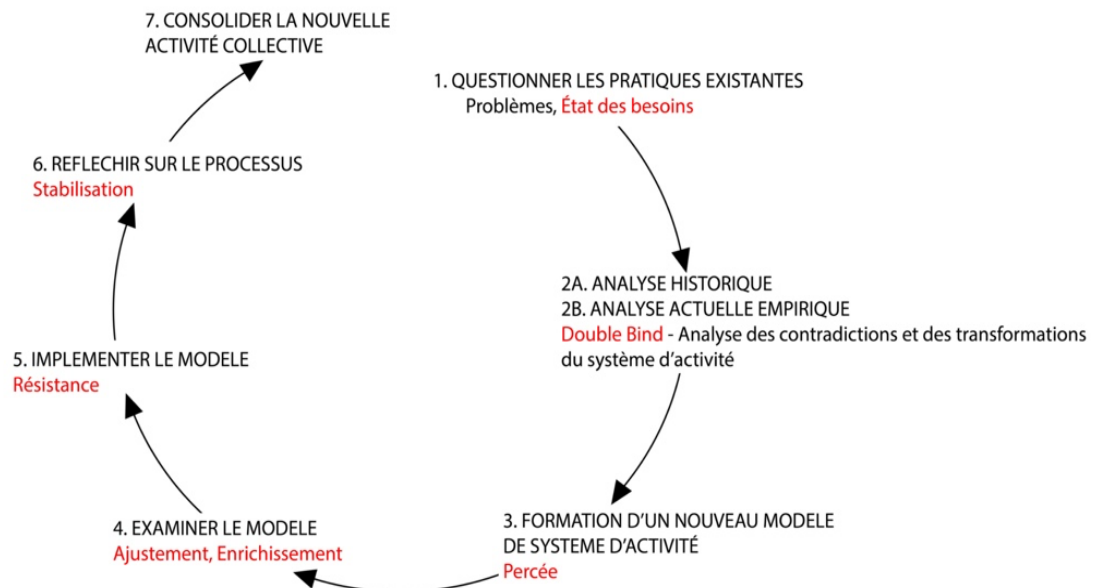 7. CONSOLIDER LA NOUVELLE
ACTIVITÉ COLLECTIVE
1. QUESTIONNER LES PRATIQUES EXISTANTES
Problèmes, État des besoins
6. REFLECHIR SUR LE PROCESSUS
Stabilisation
2A. ANALYSE HISTORIQUE
2B. ANALYSE ACTUELLE EMPIRIQUE
Double Bind - Analyse des contradictions et des transformations
du système d'activité
5. IMPLEMENTER LE MODELE
Résistance
3. FORMATION D'UN NOUVEAU MODELE
DE SYSTEME D'ACTIVITÉ
Percée
4. EXAMINER LE MODELE
Ajustement, Enrichissement